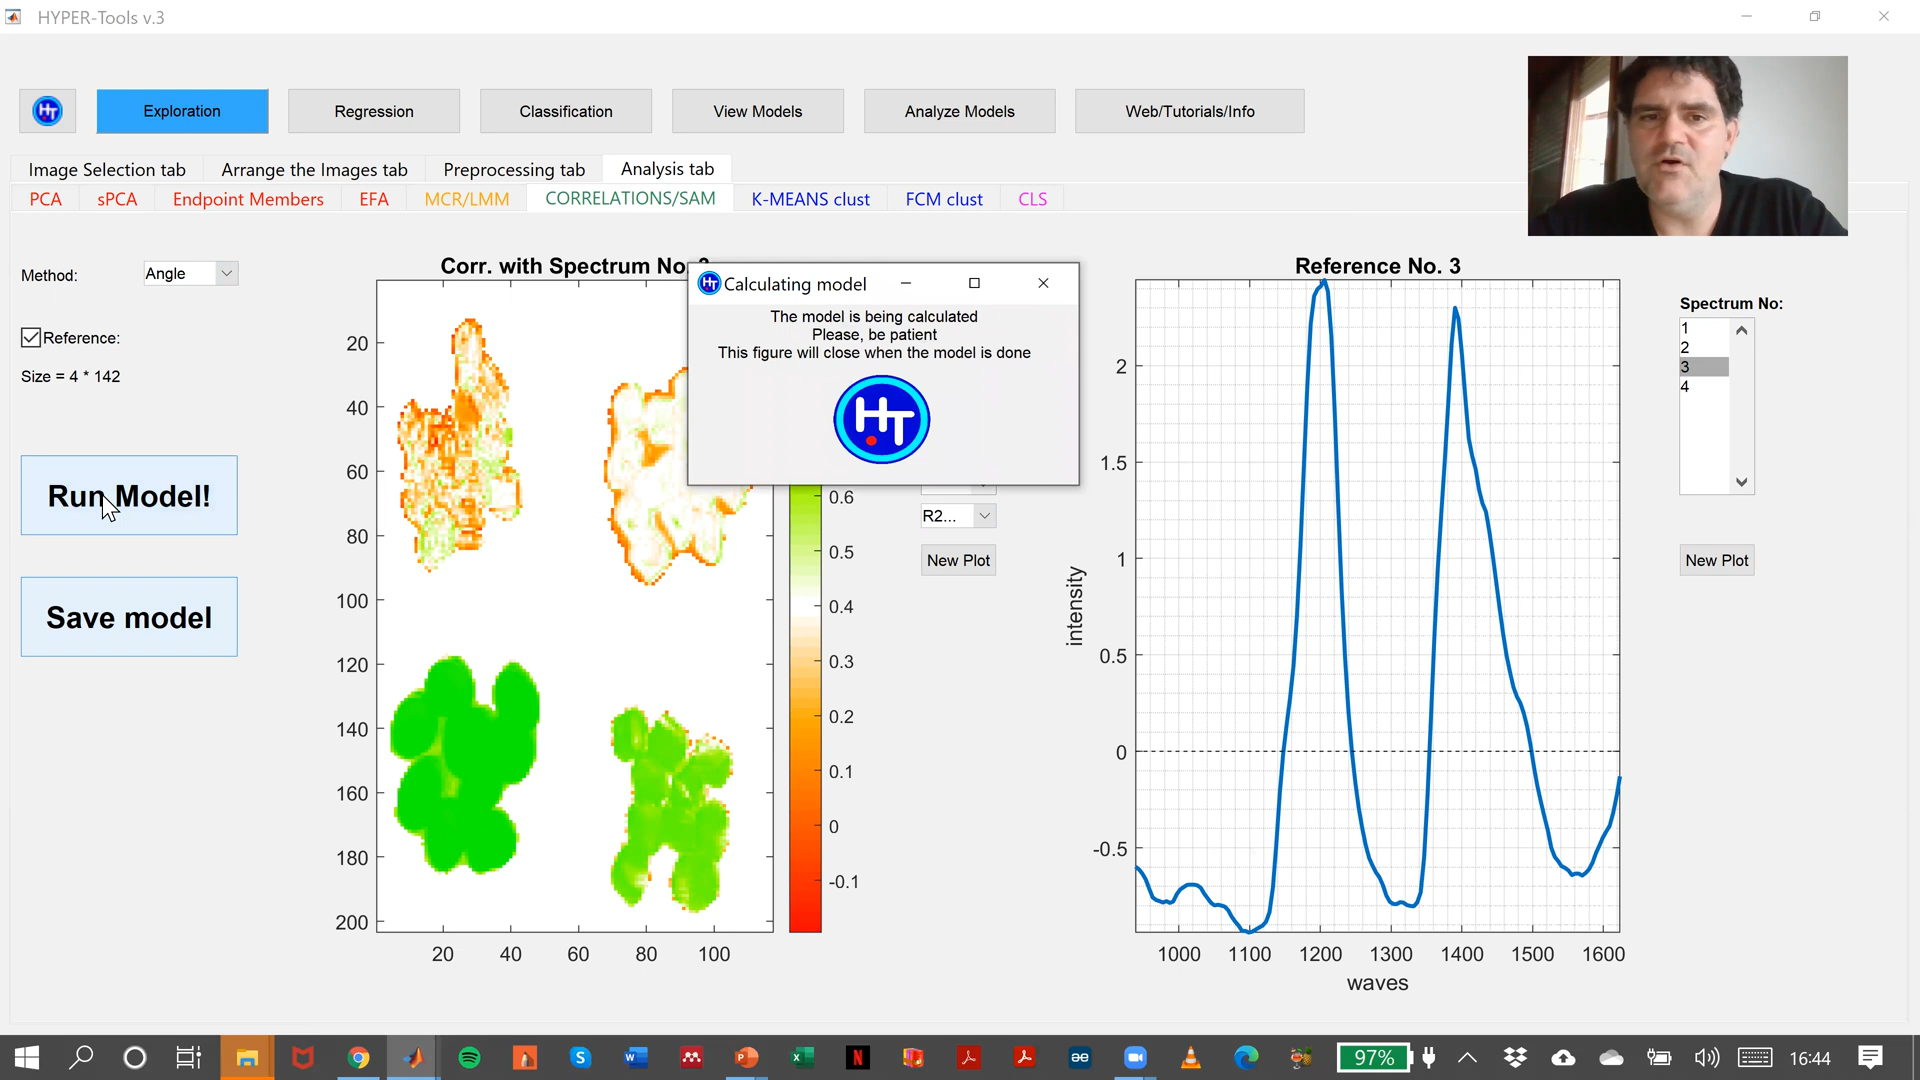 HYPER-Tools v.3
HT
Exploration
Regression
Classification
View Models
Analyze Models
Web/Tutorials/Info
Image Selection tab
Arrange the Images tab
Preprocessing tab
Analysis tab
PCA
sPCA
Endpoint Members
EFA
MCR/LMM
CORRELATIONS/SAM
K-MEANS clust
FCM clust
CLS
Method:
Angle
Reference:
Size = 4 * 142
Run Model!
Save model
Corr. with Spectrum No.
20
40
60
80
100
120
140
160
180
200
20
40
60
80
100
0.6
0.5
0.4
0.3
0.2
0.1
0
-0.1
Calculating model
The model is being calculated
Please, be patient
This figure will close when the model is done
HT
R2...
New Plot
Reference No. 3
intensity
2
1.5
1
0.5
0
-0.5
1000
1100
1200
1300
1400
1500
1600
waves
Spectrum No:
1
2
3
4
New Plot
97%
16:44